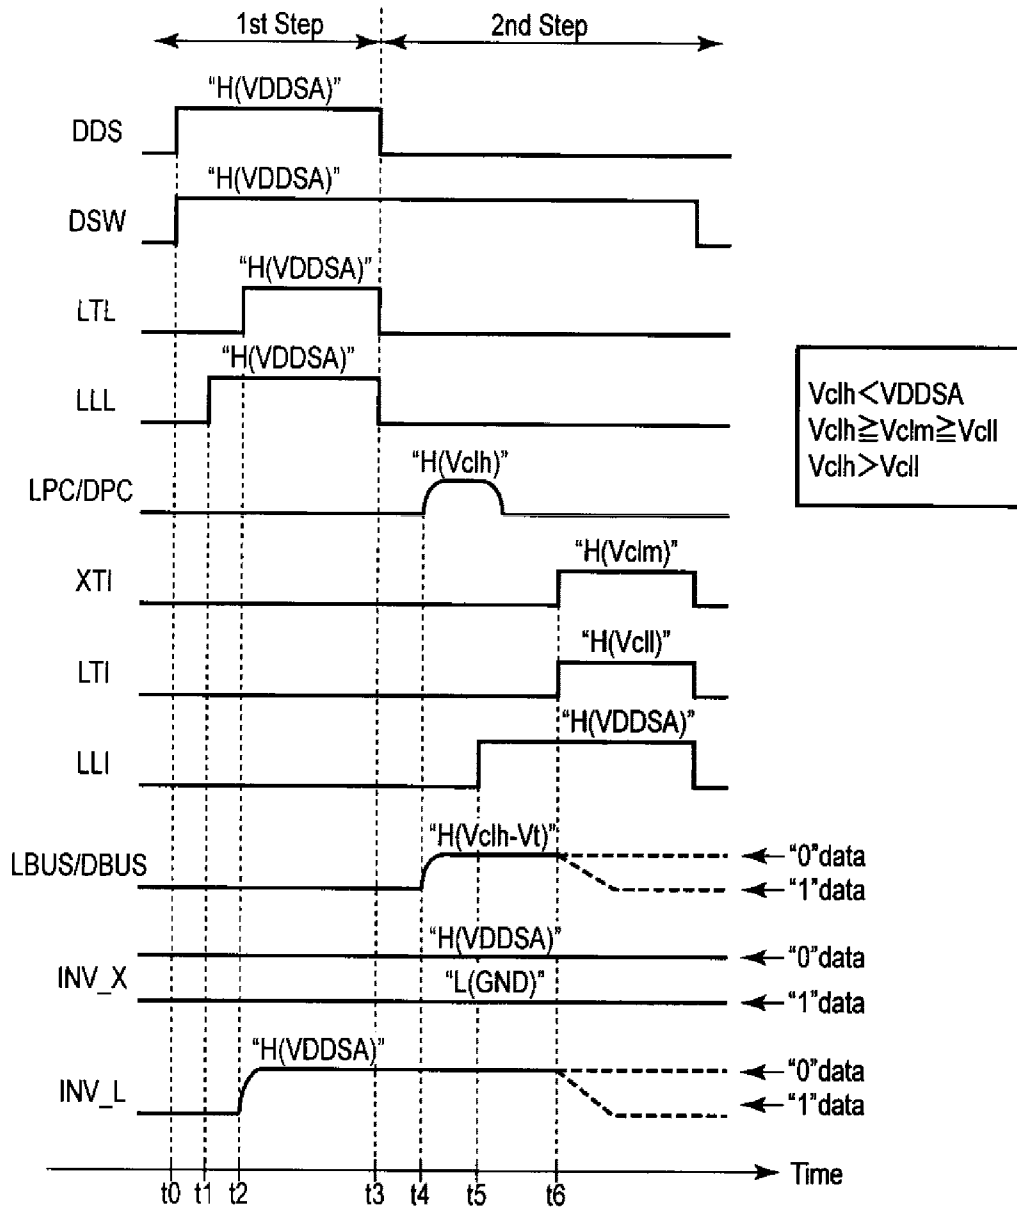 1st Step
2nd Step
DDS
“H(VDDSA)”
DSW
“H(VDDSA)”
LTL
“H(VDDSA)”
LLL
“H(VDDSA)”
Vclh<VDDSA
Vclh≧Vclm≧Vcll
Vclh>Vcll
LPC/DPC
“H(Vclh)”
XTI
“H(Vclm)”
LTI
“H(Vcll)”
LLI
“H(VDDSA)”
LBUS/DBUS
“H(Vclh-Vt)”
“0”data
“1”data
INV_X
“H(VDDSA)”
“0”data
“L(GND)”
“1”data
INV_L
“H(VDDSA)”
“0”data
“1”data
Time
t0 t1 t2 t3 t4 t5 t6